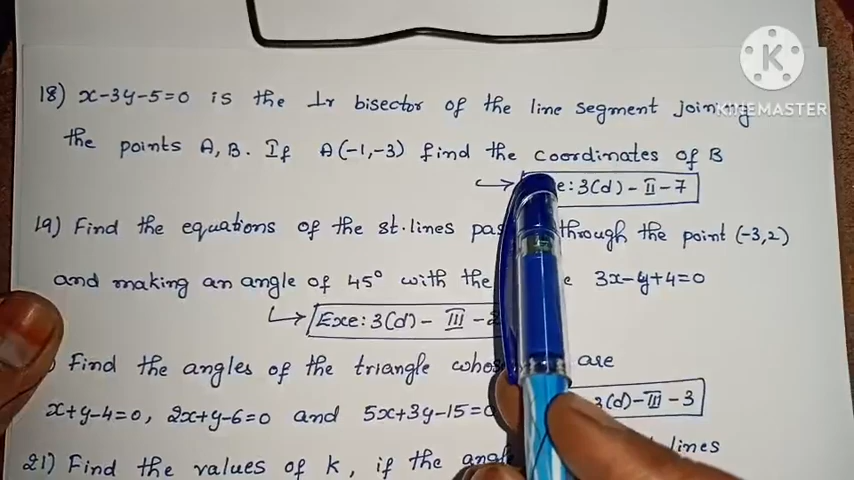 K
KINEMASTER
18) x-3y-5=0 is the ⊥r bisector of the line segment joining
the points A, B. If A(-1,-3) find the coordinates of B
e: 3(d) - II - 7
19) Find the equations of the st. lines through the point (-3,2)
and making an angle of 45° with the 3x-y+4=0
Exe: 3(d) - III -
Find the angles of the triangle are
x+y-4=0, 2x+y-6=0 and 5x+3y-15=0
3(d) - III - 3
21) Find the values of k, if the lines